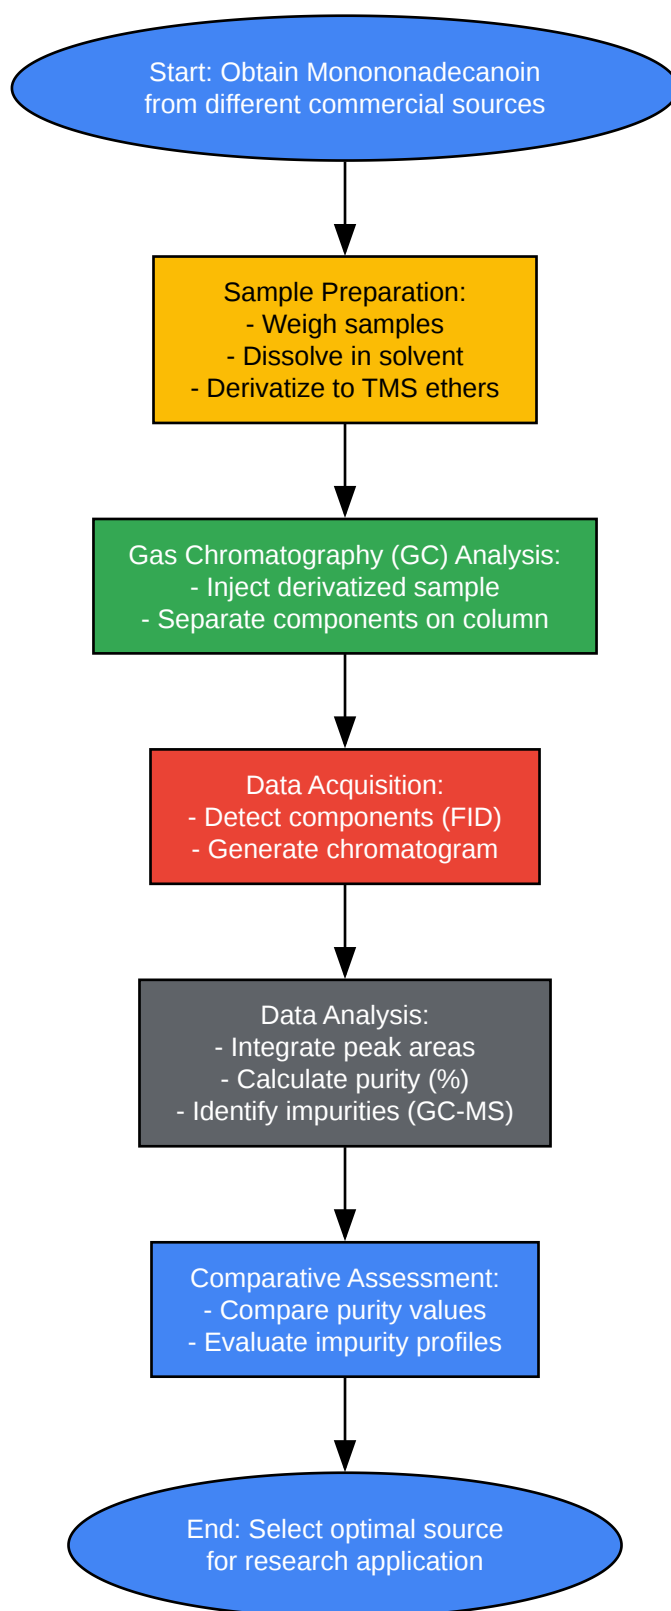 Start: Obtain Monononadecanoin
from different commercial sources
Sample Preparation:
- Weigh samples
- Dissolve in solvent
- Derivatize to TMS ethers
Gas Chromatography (GC) Analysis:
- Inject derivatized sample
- Separate components on column
Data Acquisition:
- Detect components (FID)
- Generate chromatogram
Data Analysis:
- Integrate peak areas
- Calculate purity (%)
- Identify impurities (GC-MS)
Comparative Assessment:
- Compare purity values
- Evaluate impurity profiles
End: Select optimal source
for research application